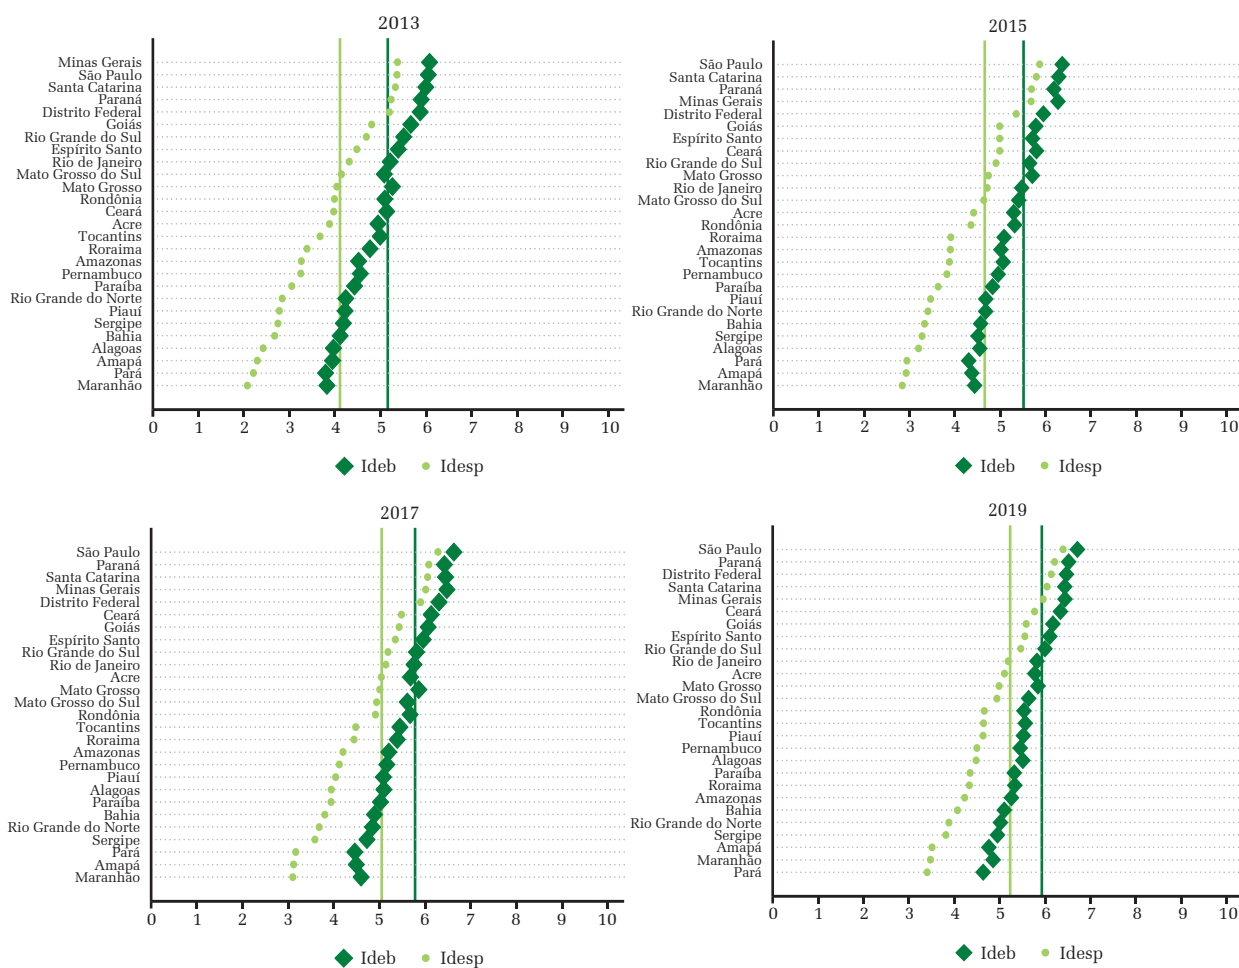 2013
Minas Gerais
São Paulo
Santa Catarina
Paraná
Distrito Federal
Goiás
Rio Grande do Sul
Espírito Santo
Rio de Janeiro
Mato Grosso do Sul
Mato Grosso
Rondônia
Ceará
Acre
Tocantins
Roraima
Amazonas
Pernambuco
Paraíba
Rio Grande do Norte
Piauí
Sergipe
Bahia
Alagoas
Amapá
Pará
Maranhão
0 1 2 3 4 5 6 7 8 9 10
Ideb Idesp
2015
São Paulo
Santa Catarina
Paraná
Minas Gerais
Distrito Federal
Goiás
Espírito Santo
Ceará
Rio Grande do Sul
Mato Grosso
Rio de Janeiro
Mato Grosso do Sul
Acre
Rondônia
Roraima
Amazonas
Tocantins
Pernambuco
Paraíba
Piauí
Rio Grande do Norte
Bahia
Sergipe
Alagoas
Pará
Amapá
Maranhão
0 1 2 3 4 5 6 7 8 9 10
Ideb Idesp
2017
São Paulo
Paraná
Santa Catarina
Minas Gerais
Distrito Federal
Ceará
Goiás
Espírito Santo
Rio Grande do Sul
Rio de Janeiro
Acre
Mato Grosso
Mato Grosso do Sul
Rondônia
Tocantins
Roraima
Amazonas
Pernambuco
Piauí
Alagoas
Paraíba
Bahia
Rio Grande do Norte
Sergipe
Pará
Amapá
Maranhão
0 1 2 3 4 5 6 7 8 9 10
Ideb Idesp
2019
São Paulo
Paraná
Distrito Federal
Santa Catarina
Minas Gerais
Ceará
Goiás
Espírito Santo
Rio Grande do Sul
Rio de Janeiro
Acre
Mato Grosso
Mato Grosso do Sul
Rondônia
Tocantins
Piauí
Pernambuco
Alagoas
Paraíba
Roraima
Amazonas
Bahia
Rio Grande do Norte
Sergipe
Amapá
Maranhão
Pará
0 1 2 3 4 5 6 7 8 9 10
Ideb Idesp